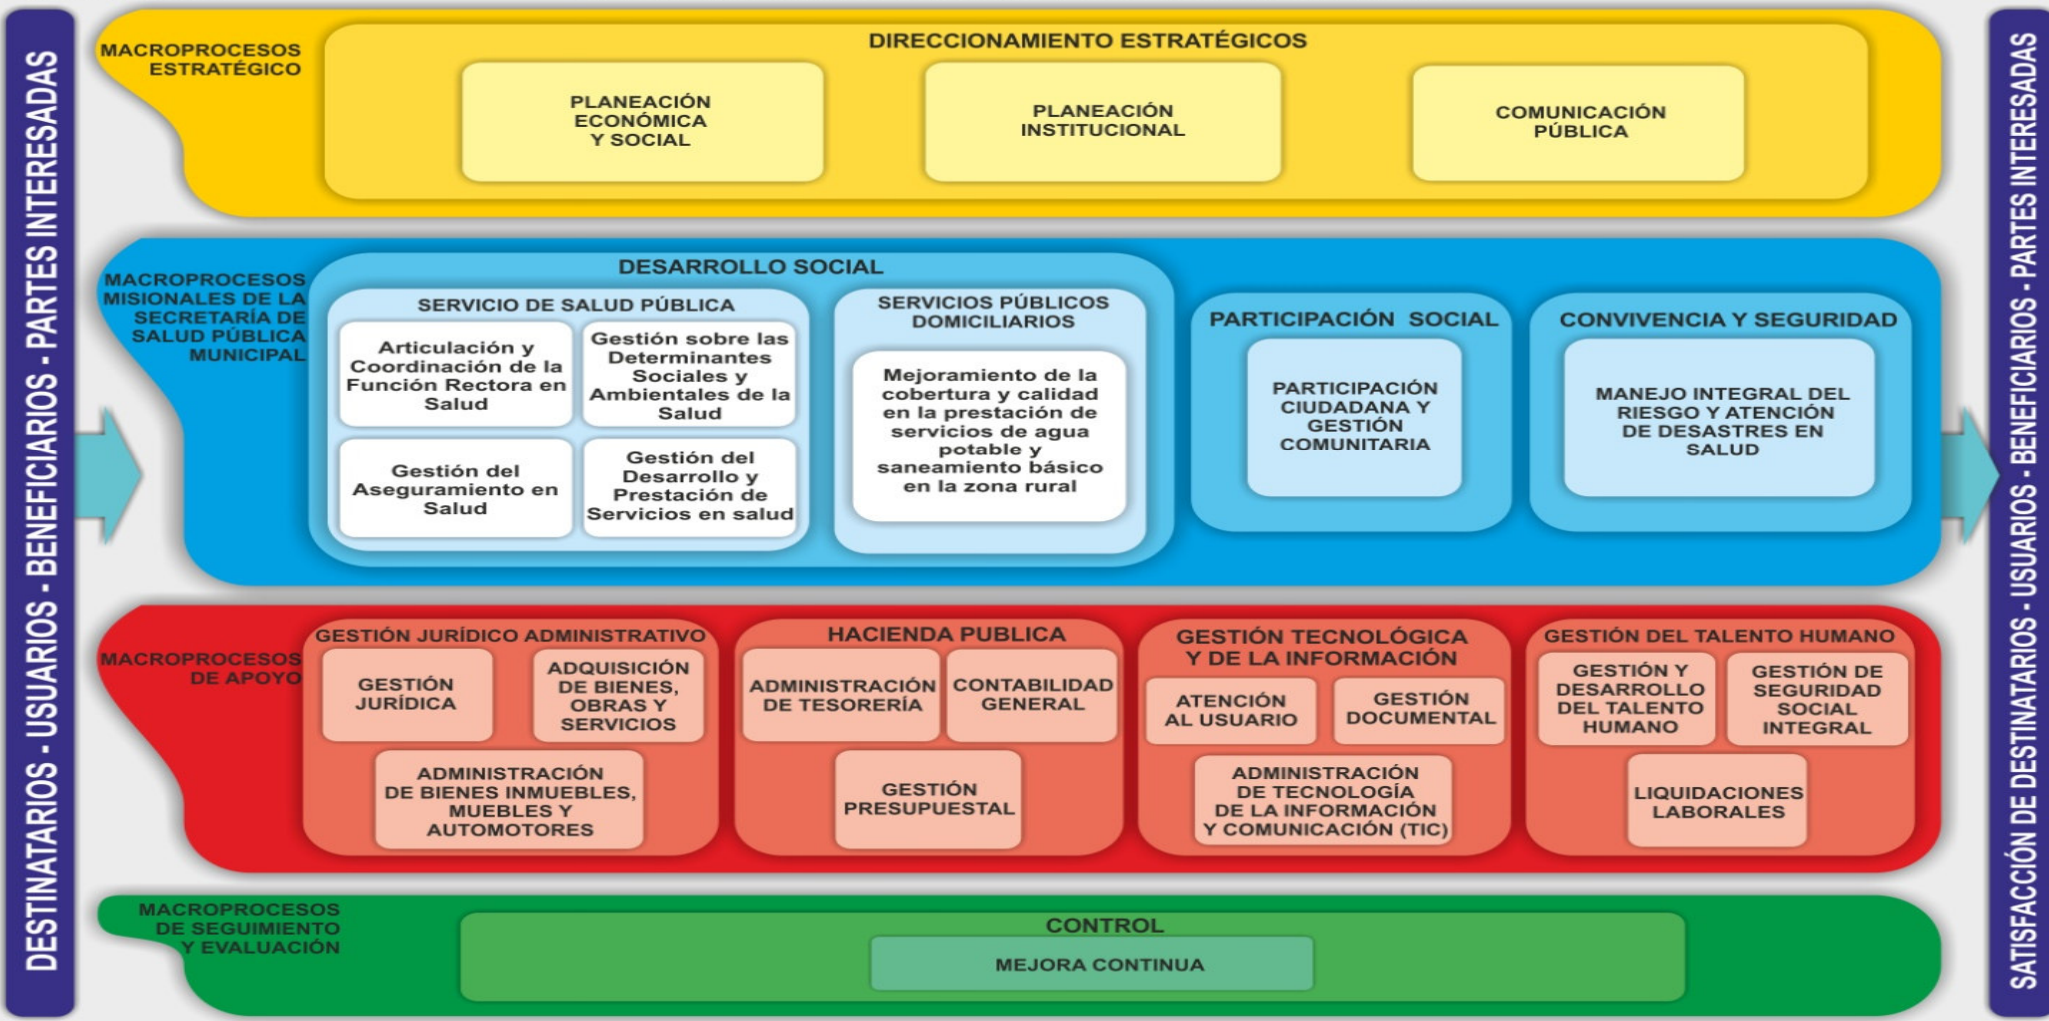 DESTINATARIOS - USUARIOS - BENEFICIARIOS - PARTES INTERESADAS
MACROPROCESOS
ESTRATÉGICO
DIRECCIONAMIENTO ESTRATÉGICOS
PLANEACIÓN
ECONÓMICA
Y SOCIAL
PLANEACIÓN
INSTITUCIONAL
COMUNICACIÓN
PÚBLICA
MACROPROCESOS
MISIONALES DE LA
SECRETARÍA DE
SALUD PÚBLICA
MUNICIPAL
DESARROLLO SOCIAL
SERVICIO DE SALUD PÚBLICA
Articulación y
Coordinación de la
Función Rectora en
Salud
Gestión sobre las
Determinantes
Sociales y
Ambientales de la
Salud
Gestión del
Aseguramiento en
Salud
Gestión del
Desarrollo y
Prestación de
Servicios en salud
SERVICIOS PÚBLICOS
DOMICILIARIOS
Mejoramiento de la
cobertura y calidad
en la prestación de
servicios de agua
potable y
saneamiento básico
en la zona rural
PARTICIPACIÓN SOCIAL
PARTICIPACIÓN
CIUDADANA Y
GESTIÓN
COMUNITARIA
CONVIVENCIA Y SEGURIDAD
MANEJO INTEGRAL DEL
RIESGO Y ATENCIÓN
DE DESASTRES EN
SALUD
MACROPROCESOS
DE APOYO
GESTIÓN JURÍDICO ADMINISTRATIVO
GESTIÓN
JURÍDICA
ADQUISICIÓN
DE BIENES,
OBRAS Y
SERVICIOS
ADMINISTRACIÓN
DE BIENES INMUEBLES,
MUEBLES Y
AUTOMOTORES
HACIENDA PUBLICA
ADMINISTRACIÓN
DE TESORERÍA
CONTABILIDAD
GENERAL
GESTIÓN
PRESUPUESTAL
GESTIÓN TECNOLÓGICA
Y DE LA INFORMACIÓN
ATENCIÓN
AL USUARIO
GESTIÓN
DOCUMENTAL
ADMINISTRACIÓN
DE TECNOLOGÍA
DE LA INFORMACIÓN
Y COMUNICACIÓN (TIC)
GESTIÓN DEL TALENTO HUMANO
GESTIÓN Y
DESARROLLO
DEL TALENTO
HUMANO
GESTIÓN DE
SEGURIDAD
SOCIAL
INTEGRAL
LIQUIDACIONES
LABORALES
MACROPROCESOS
DE SEGUIMIENTO
Y EVALUACIÓN
CONTROL
MEJORA CONTINUA
SATISFACCIÓN DE DESTINATARIOS - USUARIOS - BENEFICIARIOS - PARTES INTERESADAS